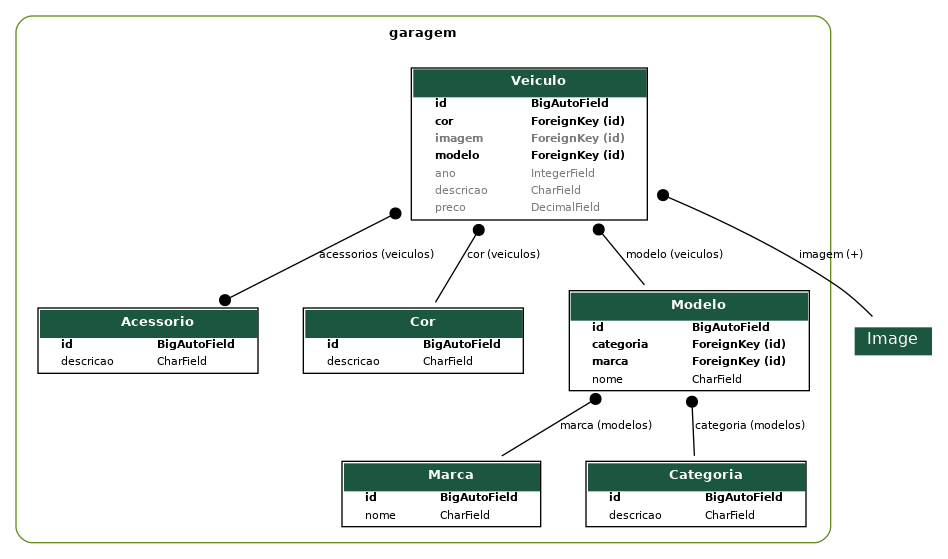 garagem
Veiculo
id BigAutoField
cor ForeignKey (id)
imagem ForeignKey (id)
modelo ForeignKey (id)
ano IntegerField
descricao CharField
preco DecimalField
acessorios (veiculos) cor (veiculos) modelo (veiculos) imagem (+)
Acessorio
id BigAutoField
descricao CharField
Cor
id BigAutoField
descricao CharField
Modelo
id BigAutoField
categoria ForeignKey (id)
marca ForeignKey (id)
nome CharField
Image
marca (modelos) categoria (modelos)
Marca
id BigAutoField
nome CharField
Categoria
id BigAutoField
descricao CharField